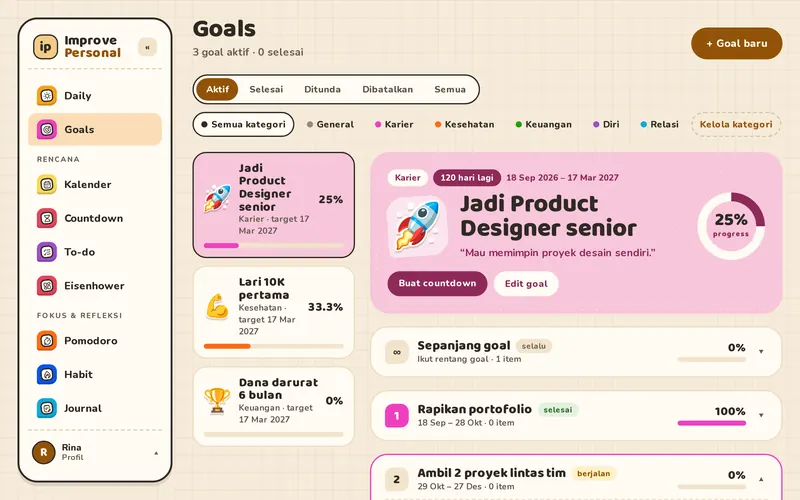 ip
Improve
Personal
«
Daily
Goals
RENCANA
Kalender
Countdown
To-do
Eisenhower
FOKUS & REFLEKSI
Pomodoro
Habit
Journal
R
Rina
Profil
Goals
3 goal aktif · 0 selesai
+ Goal baru
Aktif Selesai Ditunda Dibatalkan Semua
Semua kategori General Karier Kesehatan Keuangan Diri Relasi Kelola kategori
Jadi
Product
Designer
senior
Karier · target 17
Mar 2027
25%
Lari 10K
pertama
Kesehatan ·
target 17 Mar
2027
33.3%
Dana darurat
6 bulan
Keuangan · target
17 Mar 2027
0%
Karier 120 hari lagi 18 Sep 2026 – 17 Mar 2027
Jadi Product
Designer senior
“Mau memimpin proyek desain sendiri.”
25%
progress
Buat countdown Edit goal
∞
Sepanjang goal selalu
Ikut rentang goal · 1 item
0%
1
Rapikan portofolio selesai
18 Sep – 28 Okt · 0 item
100%
2
Ambil 2 proyek lintas tim berjalan
29 Okt – 27 Des · 0 item
0%